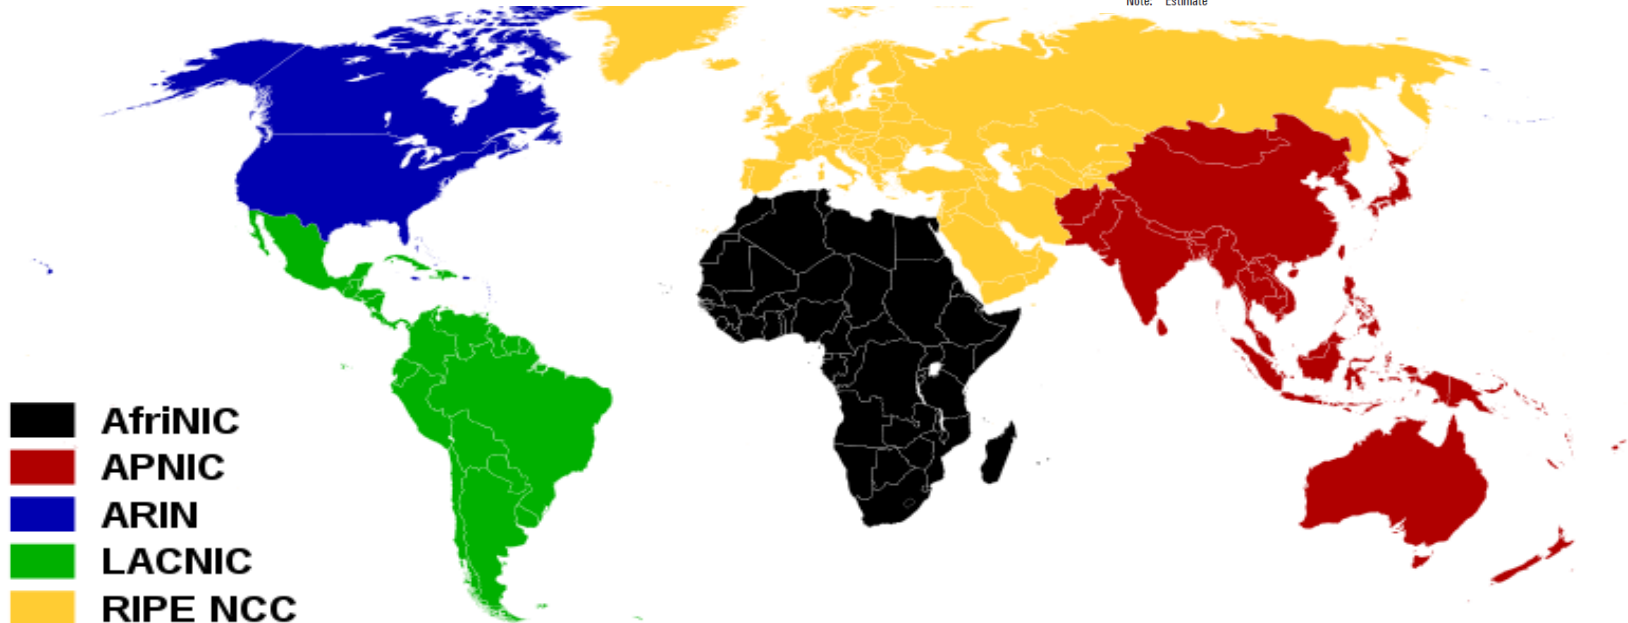 Note: Estimate
AfriNIC
APNIC
ARIN
LACNIC
RIPE NCC